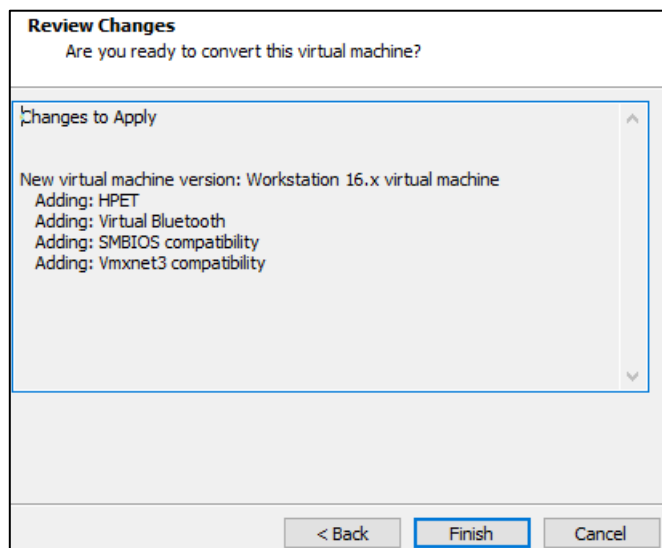 Review Changes
Are you ready to convert this virtual machine?
Changes to Apply
New virtual machine version: Workstation 16.x virtual machine
Adding: HPET
Adding: Virtual Bluetooth
Adding: SMBIOS compatibility
Adding: Vmxnet3 compatibility
< Back
Finish
Cancel